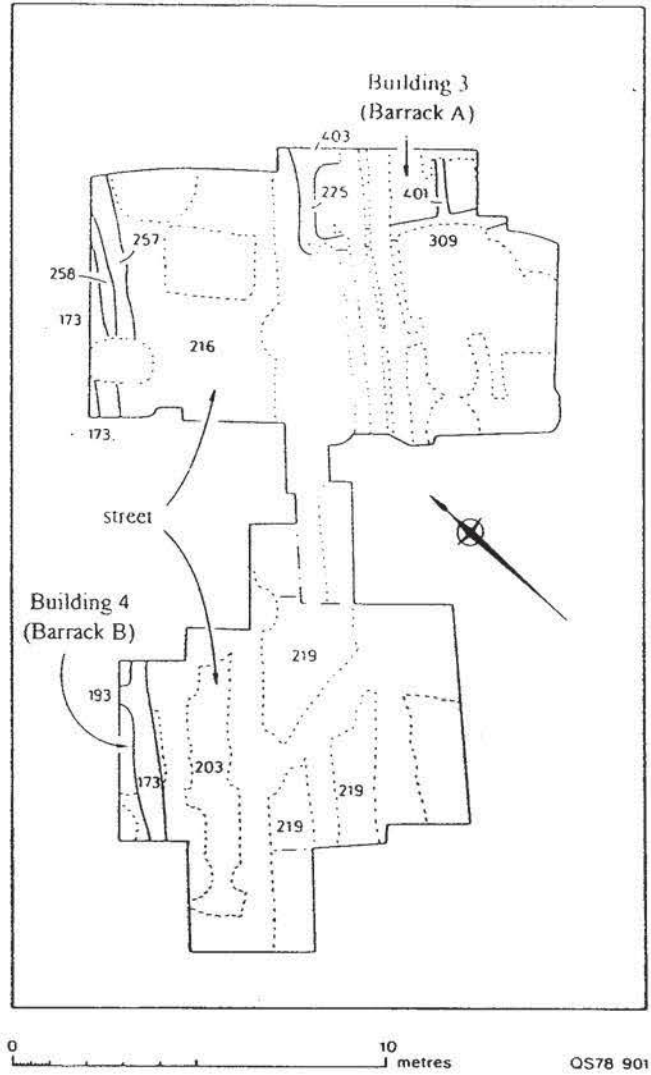 Building 3
(Barrack A)
403
225
401
309
257
258
173
216
173.
street
Building 4
(Barrack B)
219
193
203
173
219
219
0 10 metres QS78 901